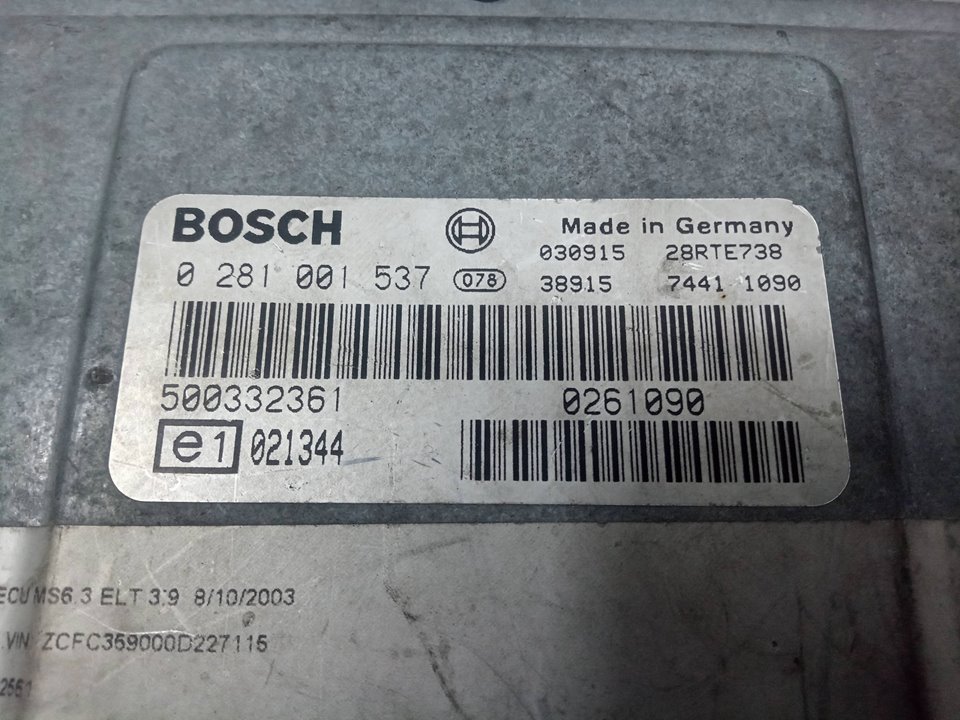 BOSCH Made in Germany
030915 28RTE738
0 281 001 537 078 38915 7441 1090
500332361 0261090
e1 021344
ECU MS6.3 ELT 3.9 8/10/2003
VIN ZCFC359000D227115
2551